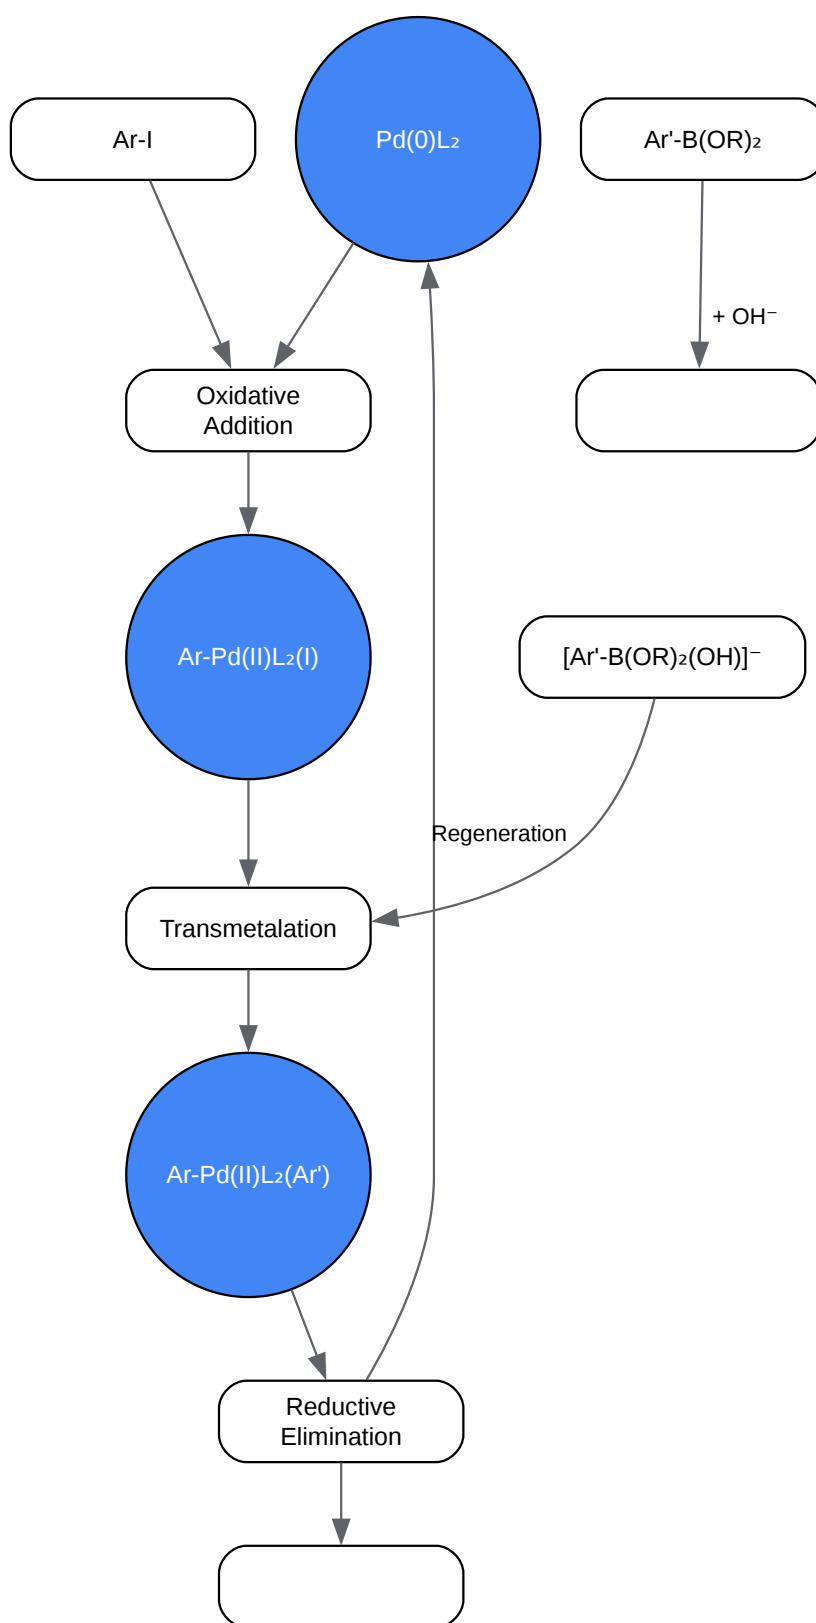 Ar-I
Pd(0)L₂
Ar'-B(OR)₂
+ OH⁻
Oxidative
Addition
Ar-Pd(II)L₂(I)
[Ar'-B(OR)₂(OH)]⁻
Regeneration
Transmetalation
Ar-Pd(II)L₂(Ar')
Reductive
Elimination